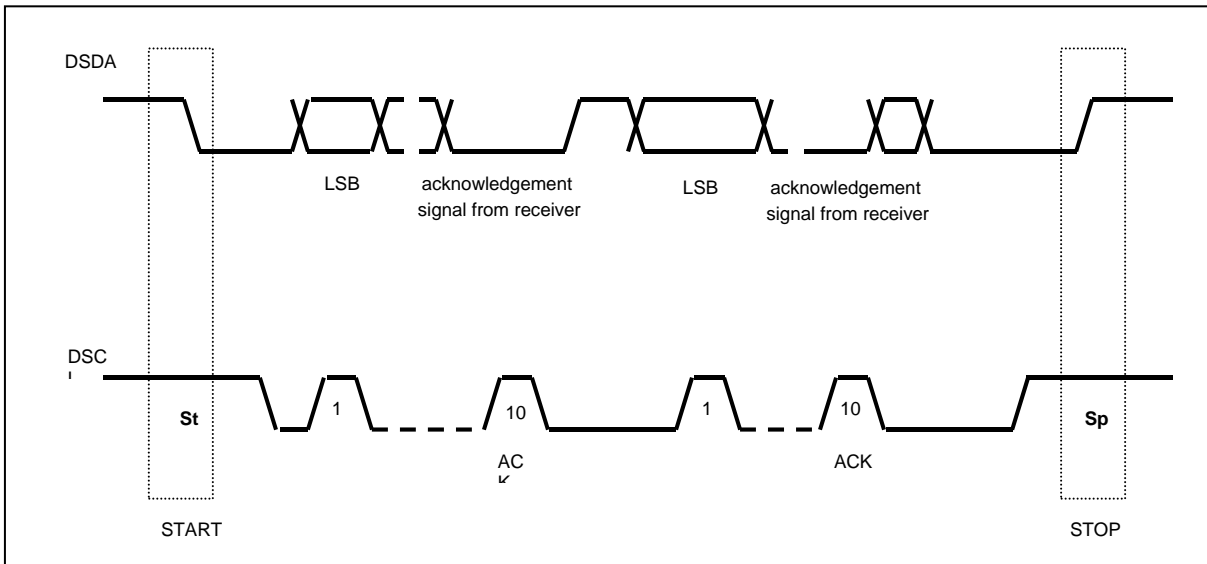 DSDA
LSB
acknowledgement
signal from receiver
LSB
acknowledgement
signal from receiver
DSC
St
1
10
1
10
Sp
AC
K
ACK
START
STOP